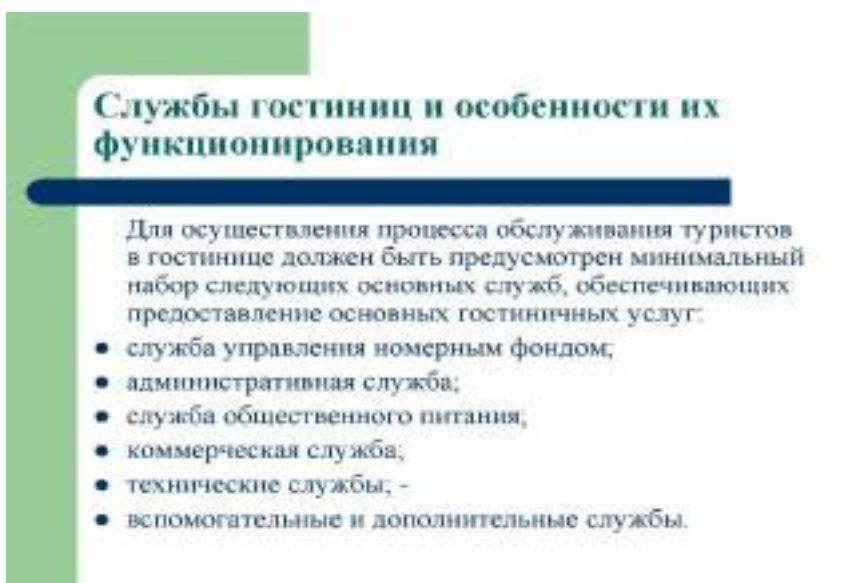 Службы гостиниц и особенности их
функционирования
Для осуществления процесса обслуживания туристов
в гостинице должен быть предусмотрен минимальный
набор следующих основных служб, обеспечивающих
предоставление основных гостиничных услуг:
• служба управления номерным фондом;
• административная служба;
• служба общественного питания;
• коммерческая служба;
• технические службы; -
• вспомогательные и дополнительные службы.